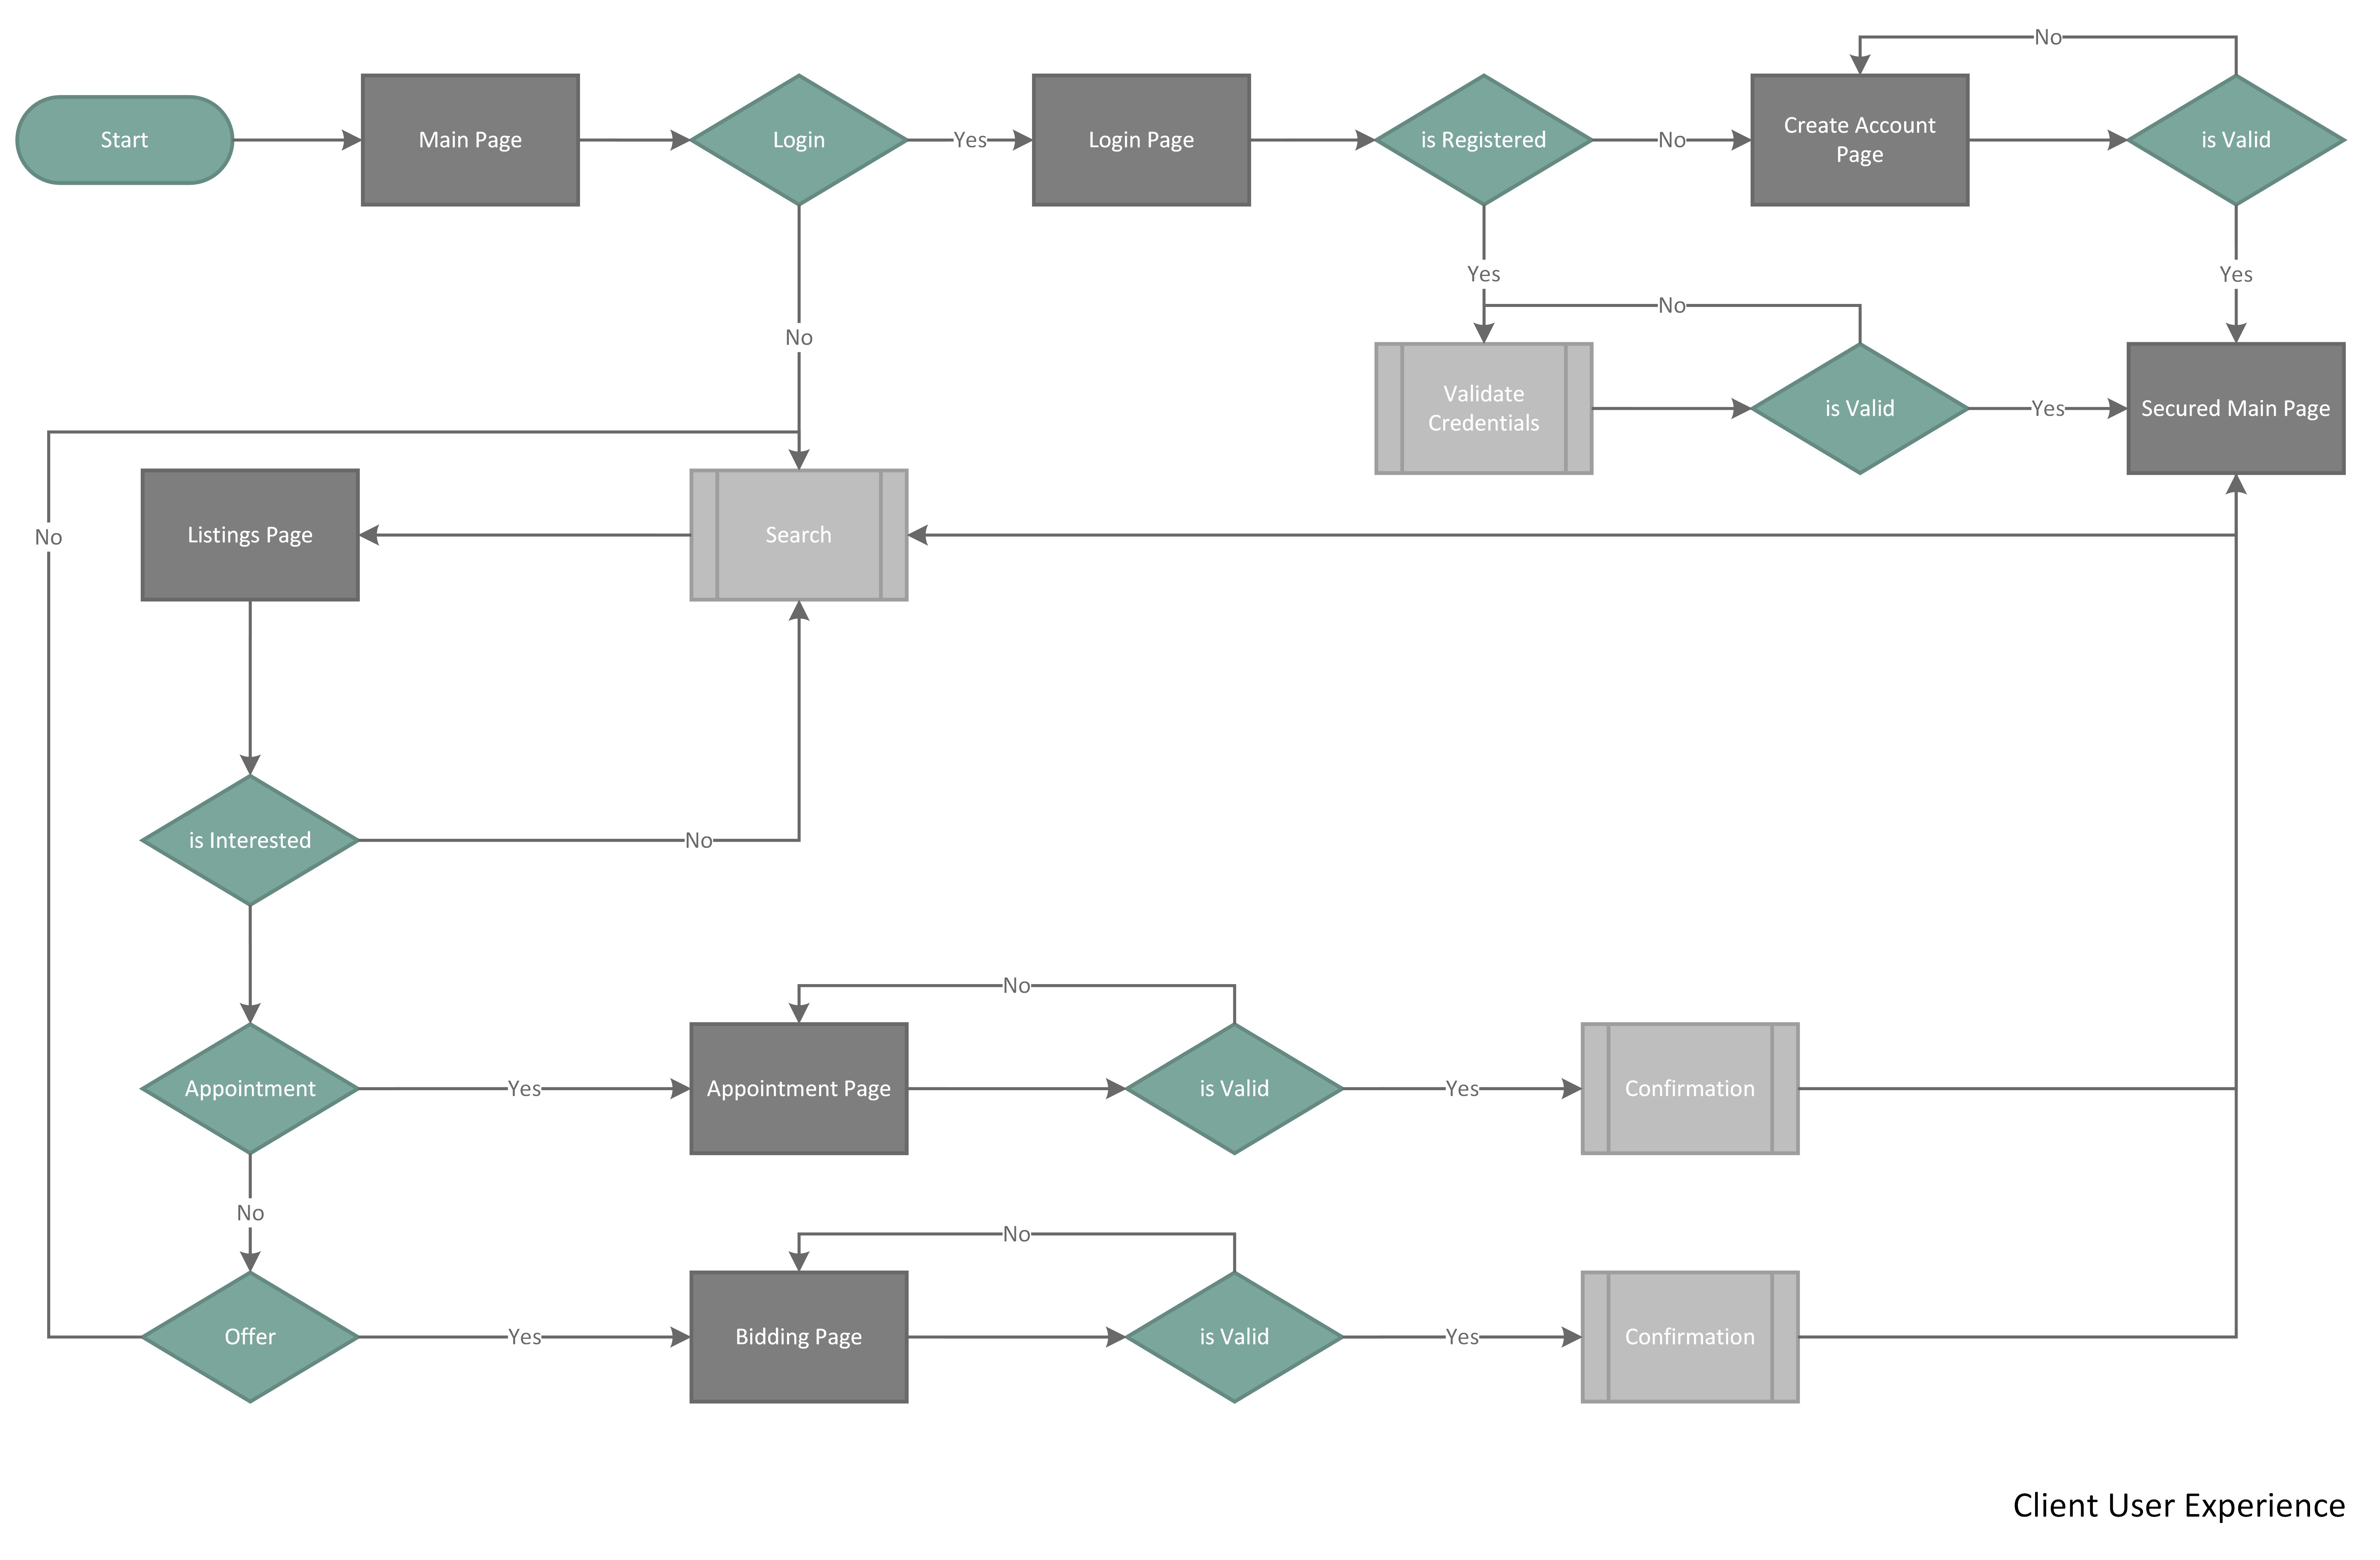 No
Start
Main Page
Login
Yes
Login Page
is Registered
No
Create Account
Page
is Valid
Yes
Yes
No
No
Validate
Credentials
is Valid
Yes
Secured Main Page
No
Listings Page
Search
is Interested
No
No
Appointment
Yes
Appointment Page
is Valid
Yes
Confirmation
No
No
Offer
Yes
Bidding Page
is Valid
Yes
Confirmation
Client User Experience